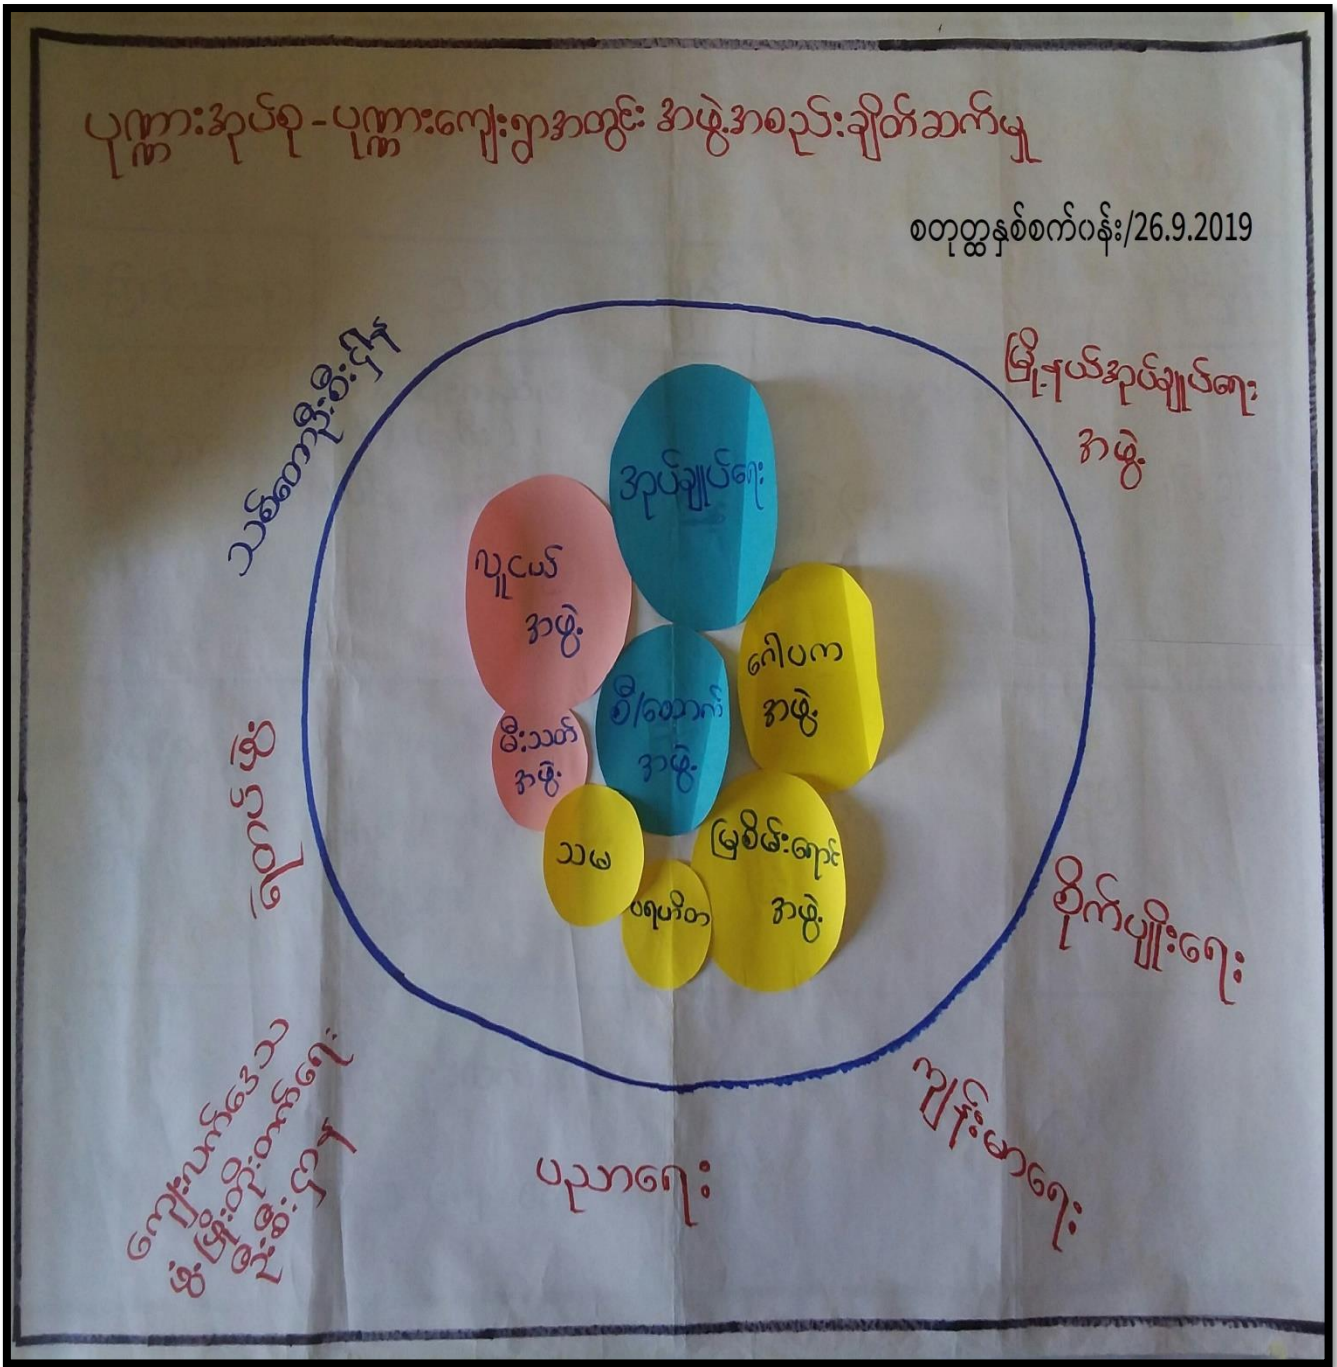 ပုဏ္ဏားအုပ်စု-ပုဏ္ဏားကျေးရွာအတွင်း အဖွဲ့အစည်းချိတ်ဆက်မှု
စတုတ္ထနှစ်စက်ဝန်း/26.9.2019
သစ်တောဦးစီးဌာန
မြို့နယ်အုပ်ချုပ်ရေး
အဖွဲ့
အုပ်ချုပ်ရေး
လူငယ်
အဖွဲ့
ဂေါပက
အဖွဲ့
စီ/ထောက်
အဖွဲ့
မီးသတ်
အဖွဲ့
သမ
ပရဟိတ
မြစိမ်းရောင်
အဖွဲ့
စိုက်ပျိုးရေး
ကျန်းမာရေး
ပညာရေး
ကျေးလက်ဒေသ
ဖွံ့ဖြိုးတိုးတက်ရေး
ဦးစီးဌာန